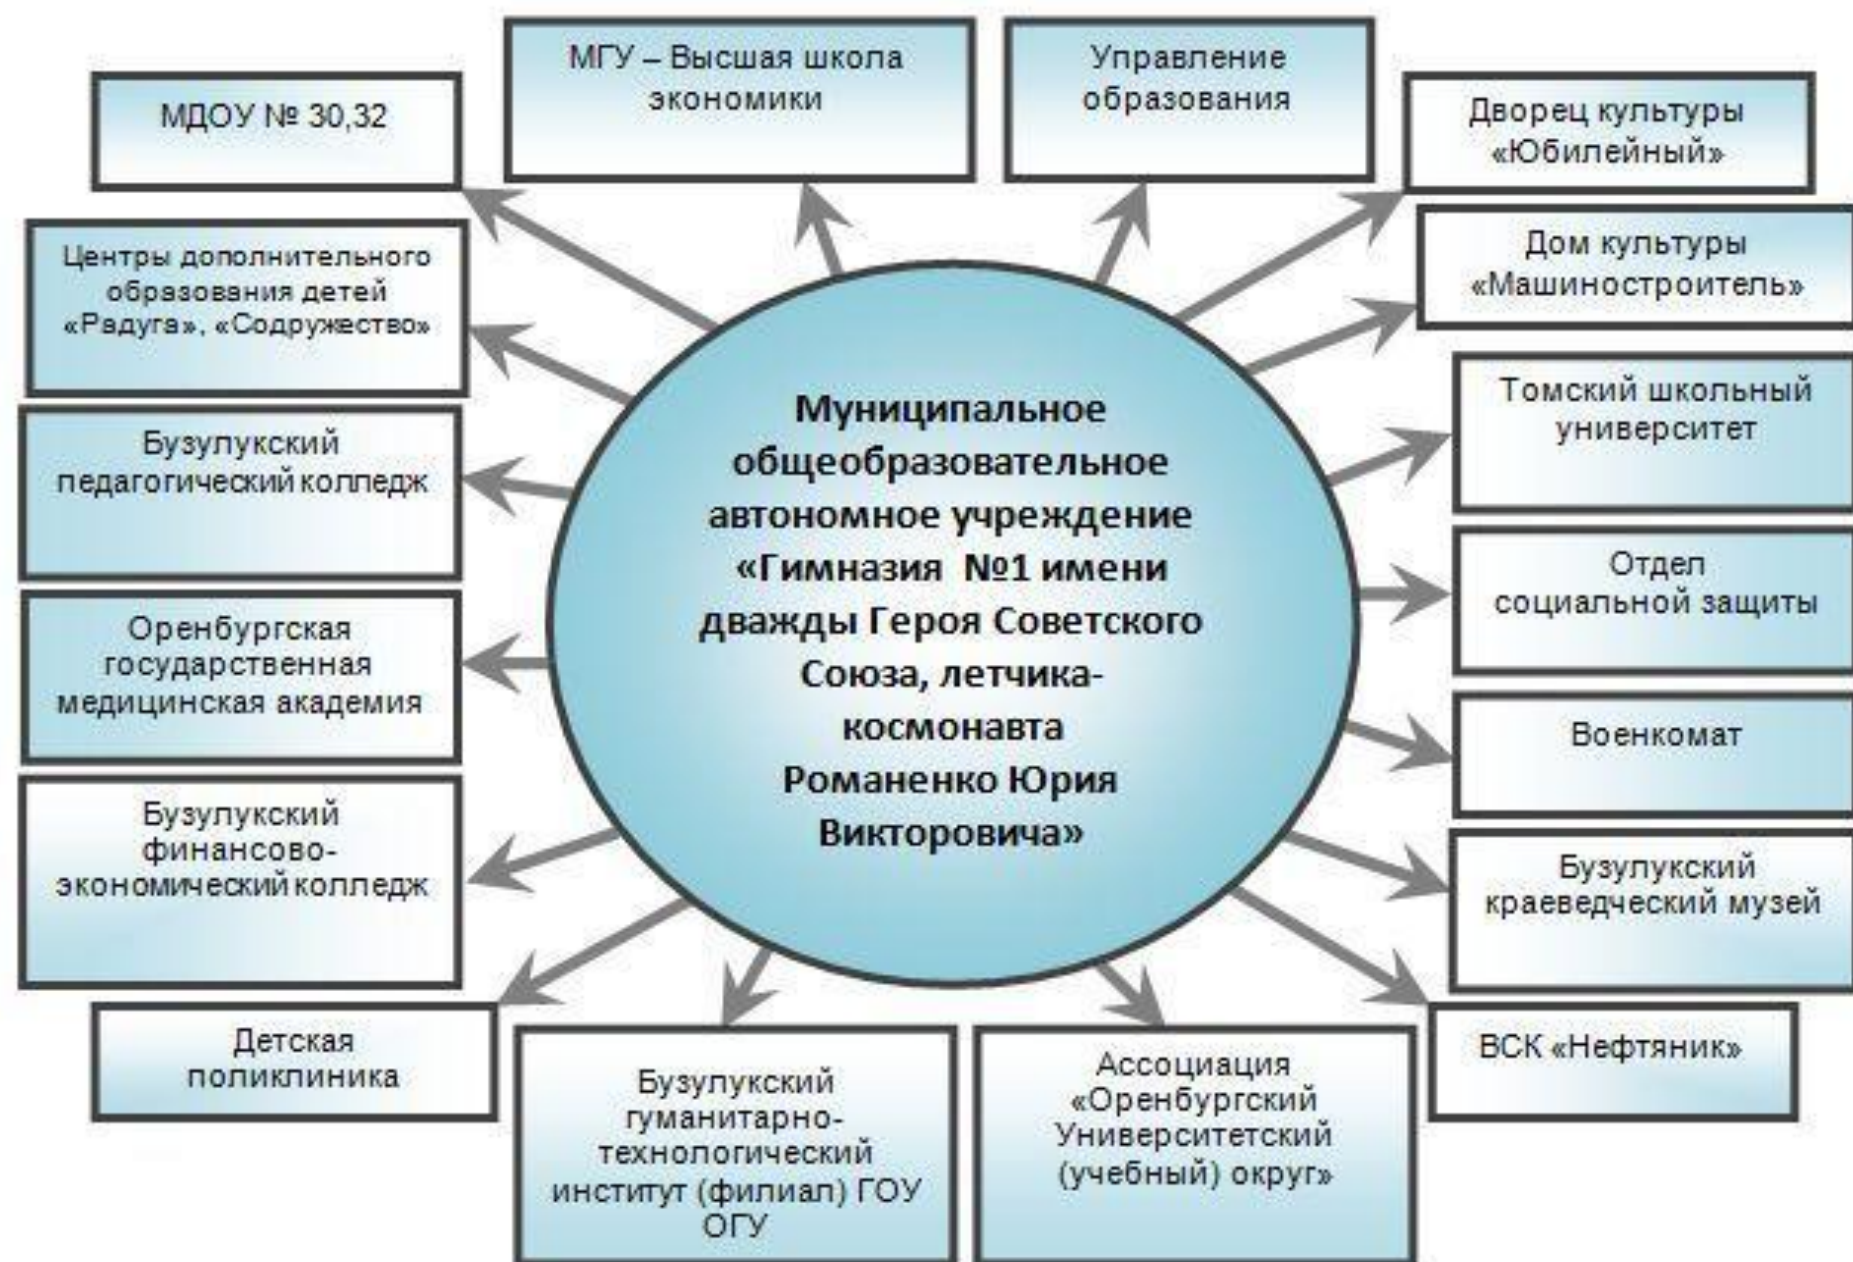 МГУ – Высшая школа
экономики
Управление
образования
МДОУ № 30,32
Дворец культуры
«Юбилейный»
Центры дополнительного
образования детей
«Радуга», «Содружество»
Дом культуры
«Машиностроитель»
Бузулукский
педагогический колледж
Томский школьный
университет
Муниципальное
общеобразовательное
автономное учреждение
«Гимназия №1 имени
дважды Героя Советского
Союза, летчика-
космонавта
Романенко Юрия
Викторовича»
Оренбургская
государственная
медицинская академия
Отдел
социальной защиты
Военкомат
Бузулукский
финансово-
экономический колледж
Бузулукский
краеведческий музей
Детская
поликлиника
Бузулукский
гуманитарно-
технологический
институт (филиал) ГОУ
ОГУ
Ассоциация
«Оренбургский
Университетский
(учебный) округ»
ВСК «Нефтяник»